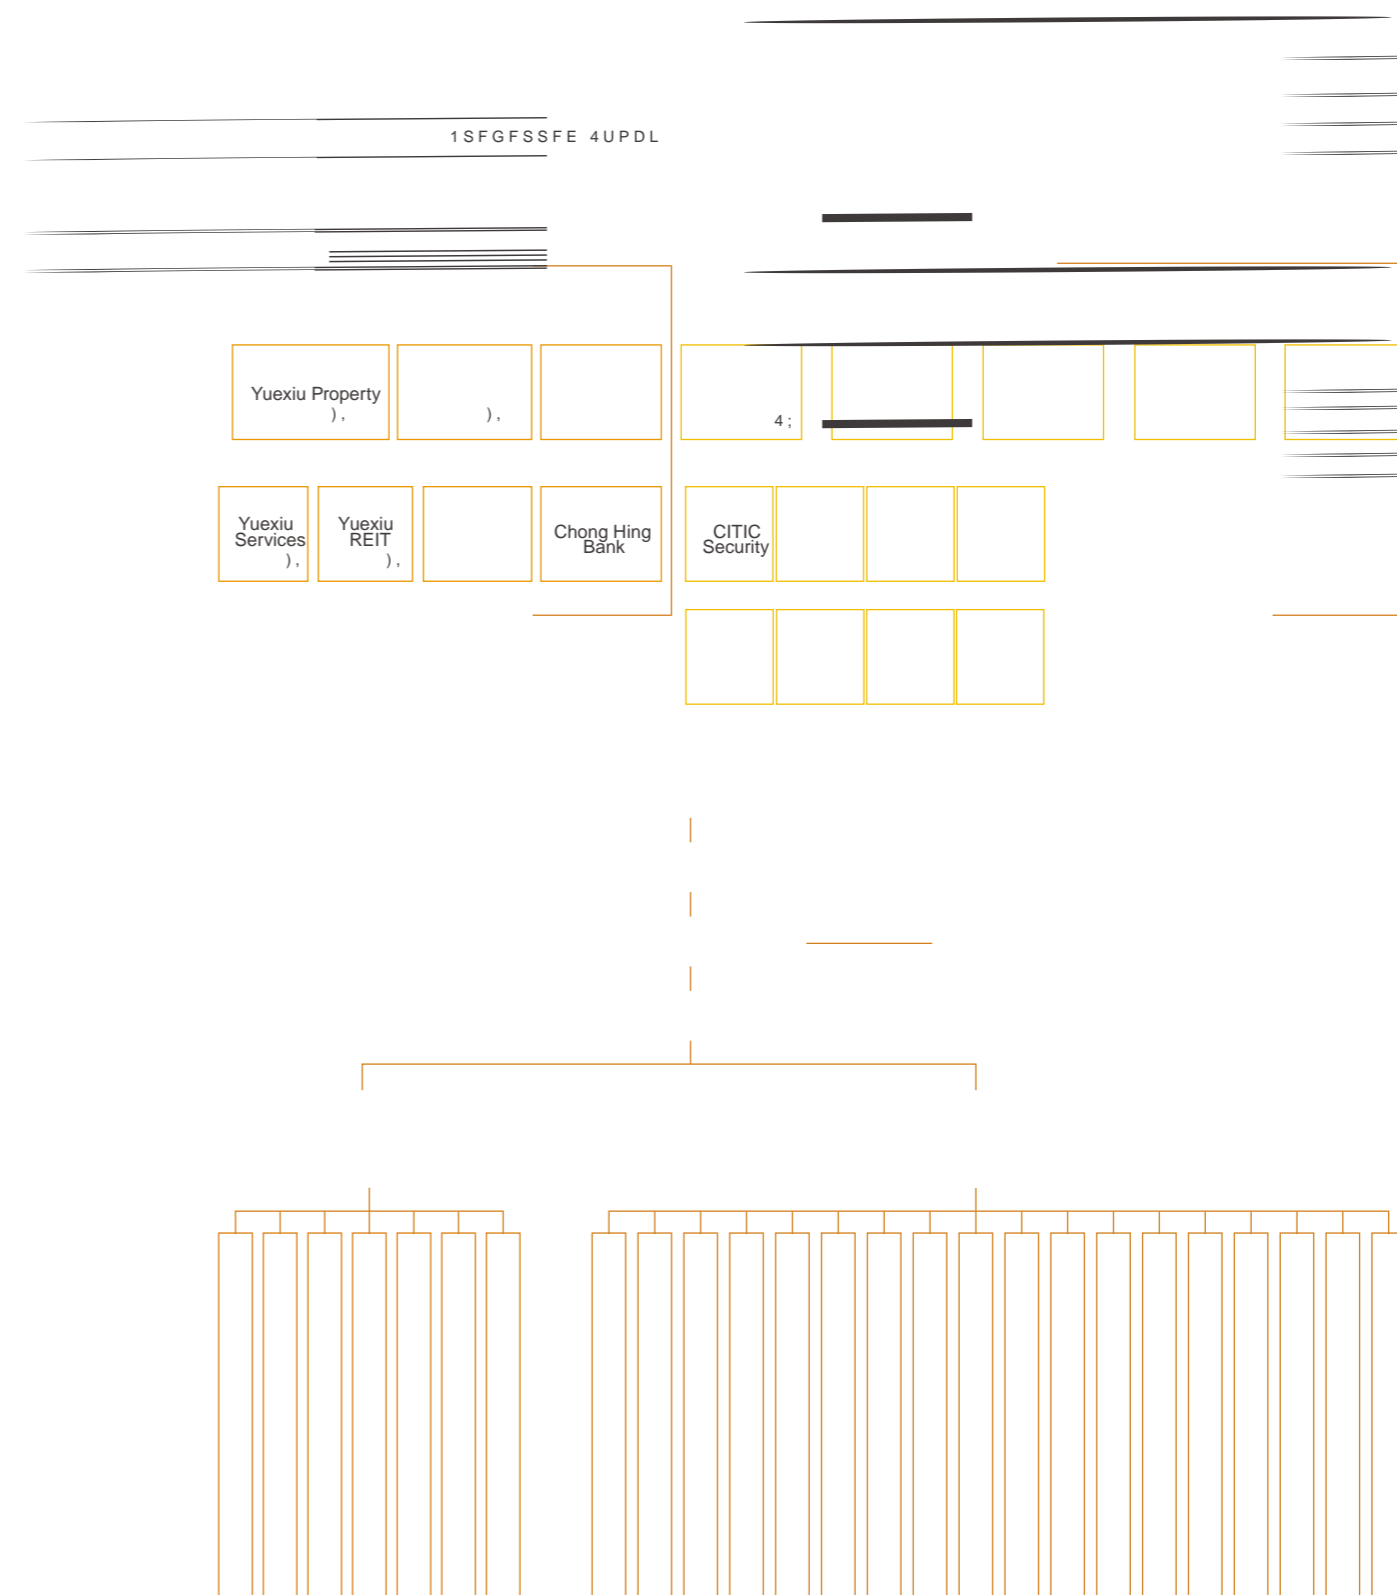 1SFGFSSFE 4UPDL
Yuexiu Property
),
),
4;
Yuexiu
Services
),
Yuexiu
REIT
),
Chong Hing
Bank
CITIC
Security